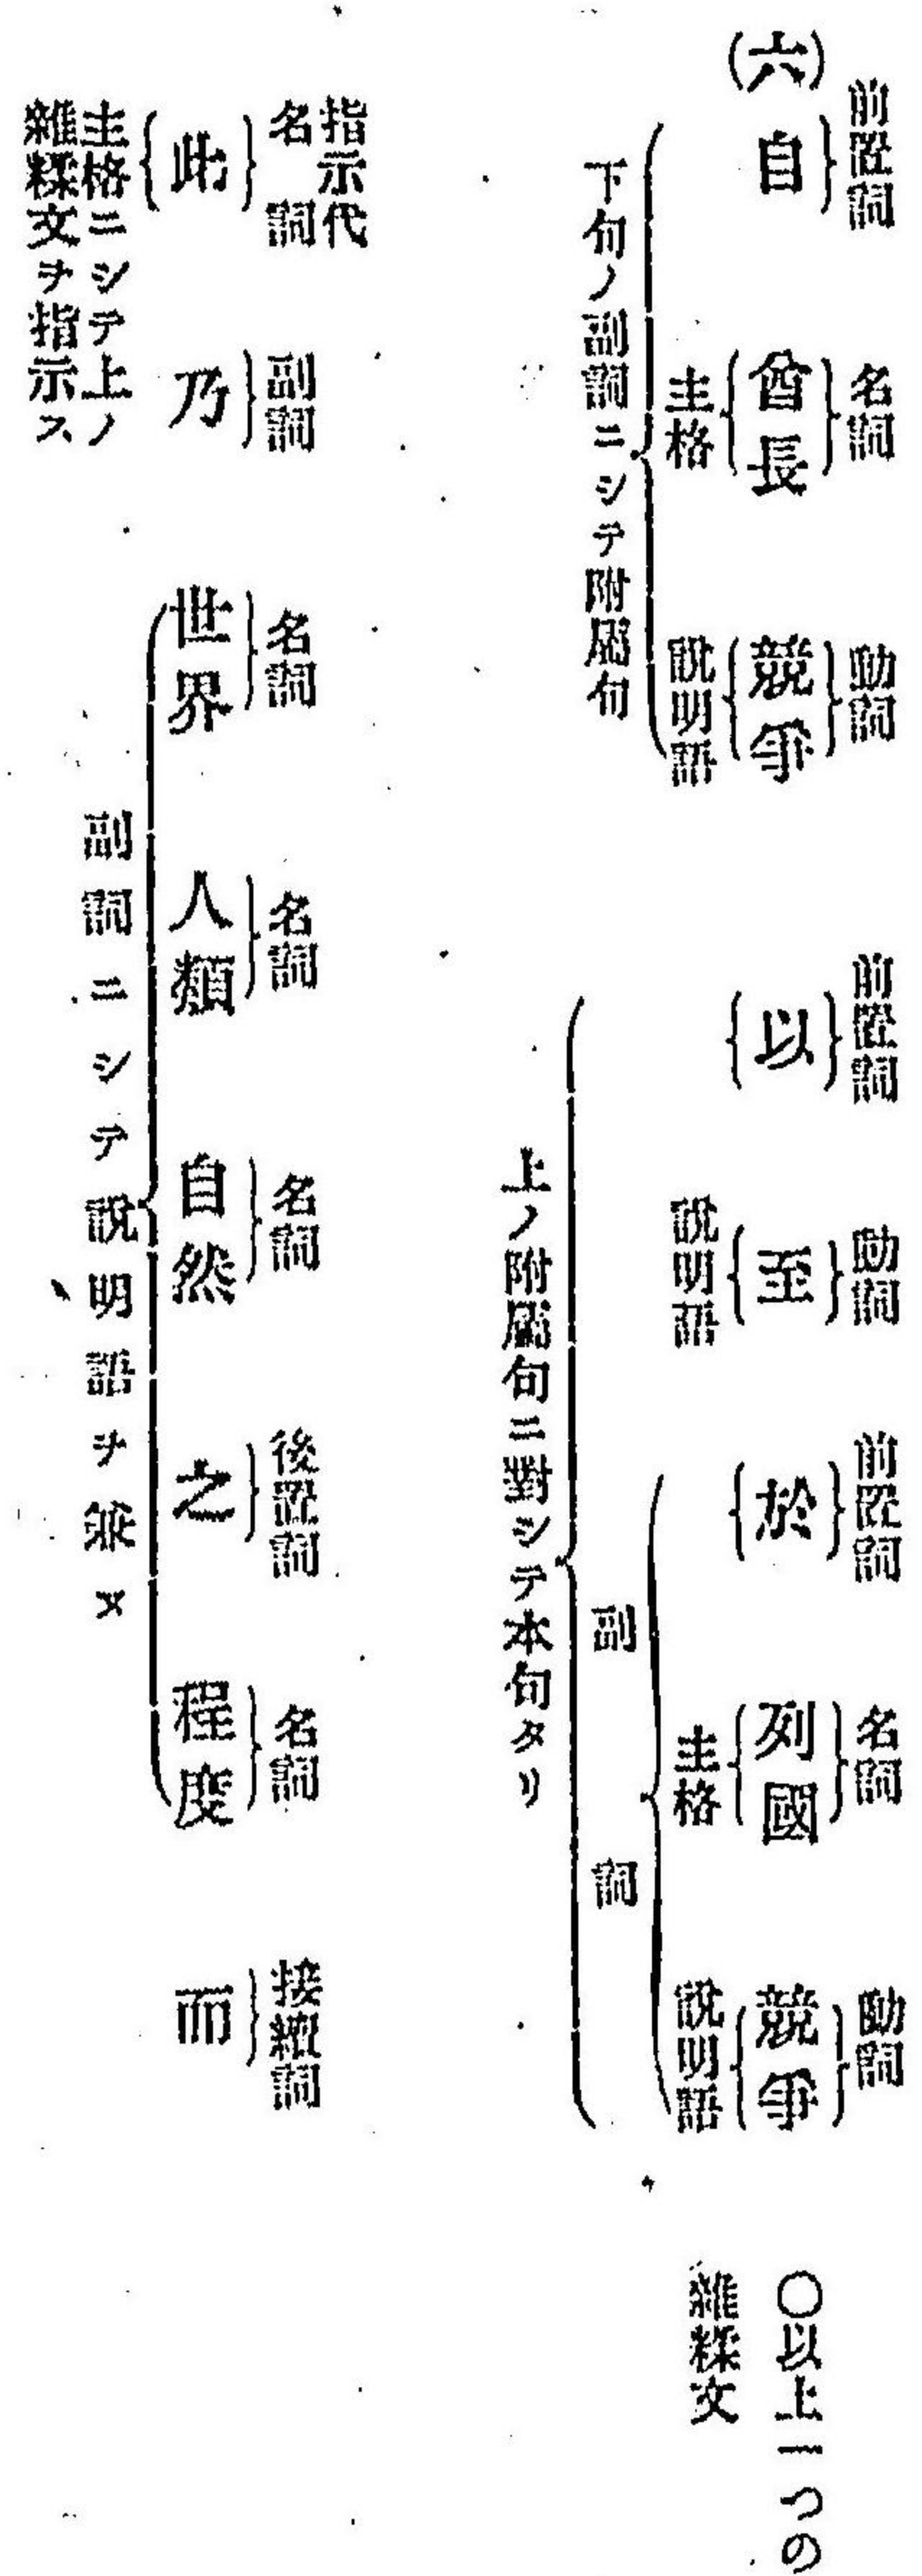 (六)
前置詞 名詞 動詞 前置詞 動詞 前置詞 名詞 動詞
自 酋長 競爭 以 至 於 列國 競爭 〇以上一つの
主格 説明語 説明語 主格 説明語 雜糅文
下句ノ副詞ニシテ附屬句 副詞
上ノ附屬句ニ對シテ本句タリ
指示代名詞 副詞 名詞 名詞 名詞 後置詞 名詞 接續詞
此 乃 世界 人類 自然 之 程度 而
主格ニシテ上ノ 副詞ニシテ説明語ヲ兼ヌ
雜糅文ヲ指示ス